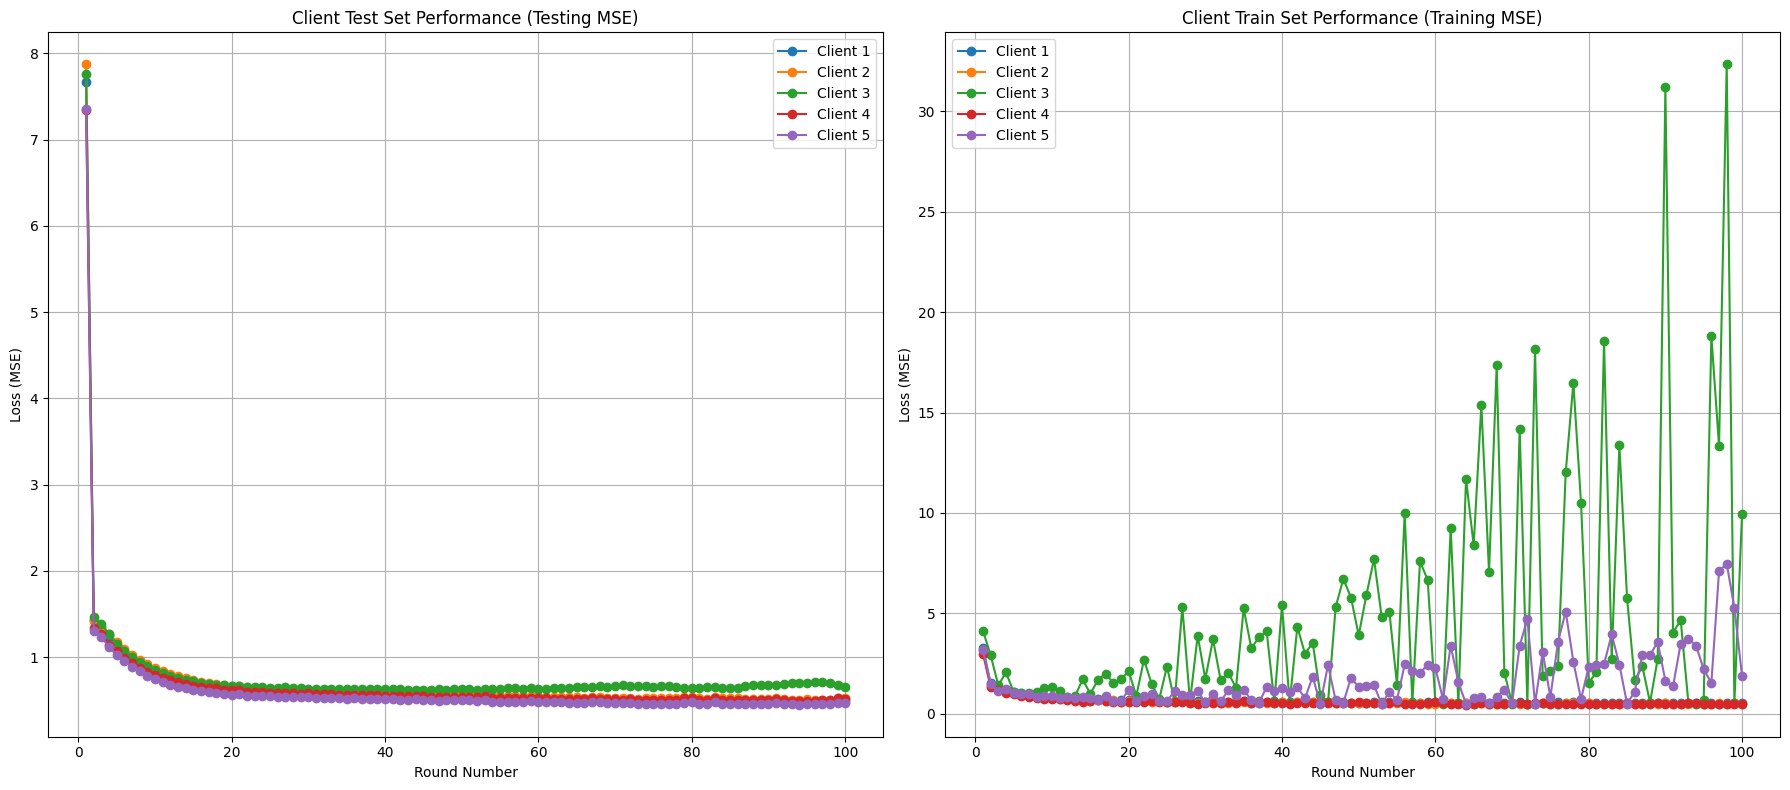 Client Test Set Performance (Testing MSE)
8
7
6
5
4
3
2
1
Loss (MSE)
0
20
40
60
80
100
Round Number
Client 1
Client 2
Client 3
Client 4
Client 5
Client Train Set Performance (Training MSE)
30
25
20
15
10
5
0
Loss (MSE)
0
20
40
60
80
100
Round Number
Client 1
Client 2
Client 3
Client 4
Client 5